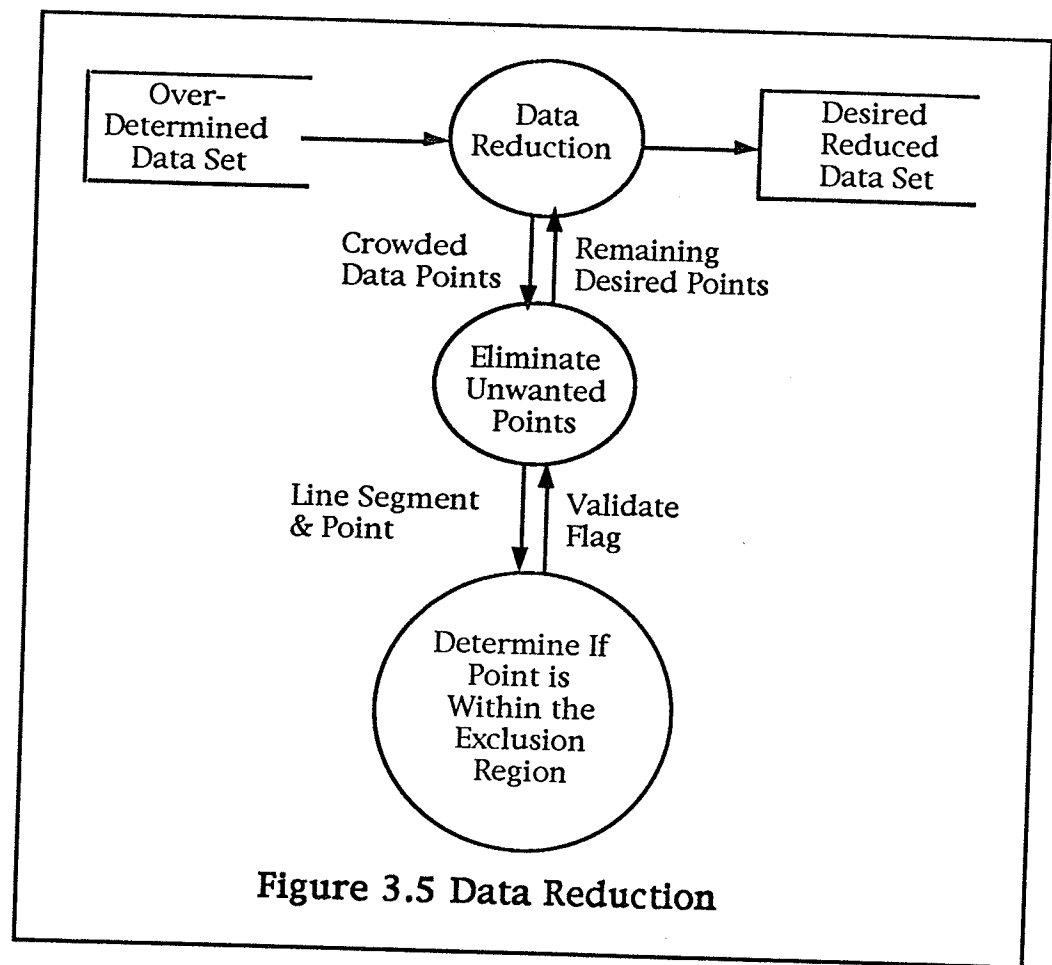 Over-
Determined
Data Set
Data
Reduction
Desired
Reduced
Data Set
Crowded
Data Points
Remaining
Desired Points
Eliminate
Unwanted
Points
Line Segment
& Point
Validate
Flag
Determine If
Point is
Within the
Exclusion
Region
Figure 3.5 Data Reduction